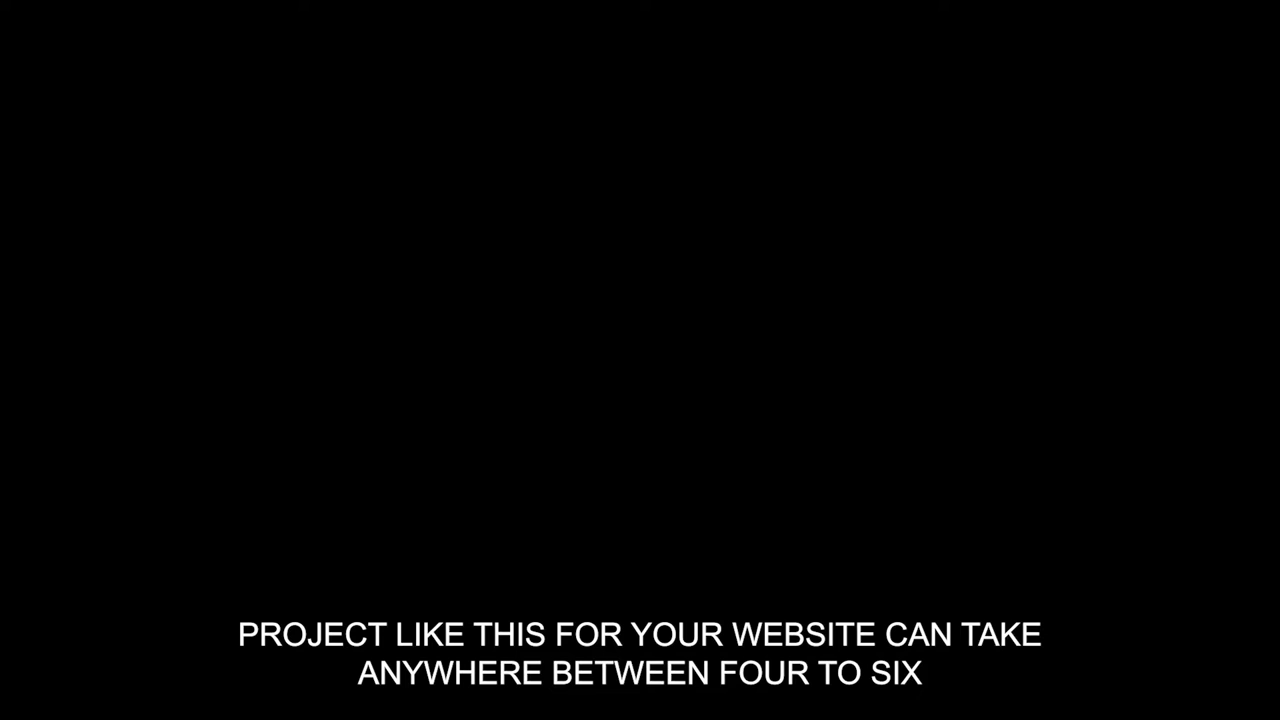 PROJECT LIKE THIS FOR YOUR WEBSITE CAN TAKE
ANYWHERE BETWEEN FOUR TO SIX